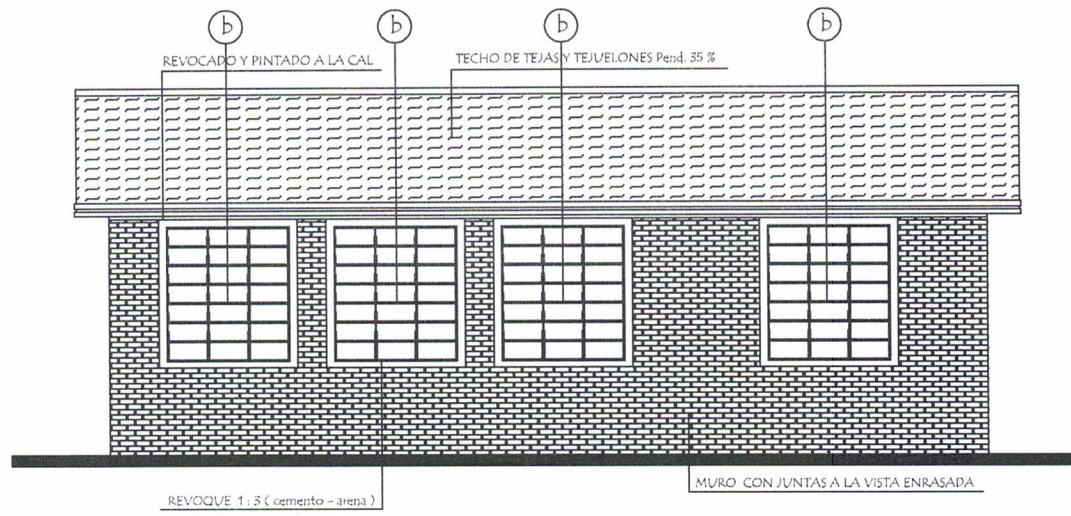 b b b b
REVOCADO Y PINTADO A LA CAL
TECHO DE TEJAS Y TEJUELONES Pend. 35 %
MURO CON JUNTAS A LA VISTA ENRASADA
REVOQUE 1 : 3 ( cemento - arena )